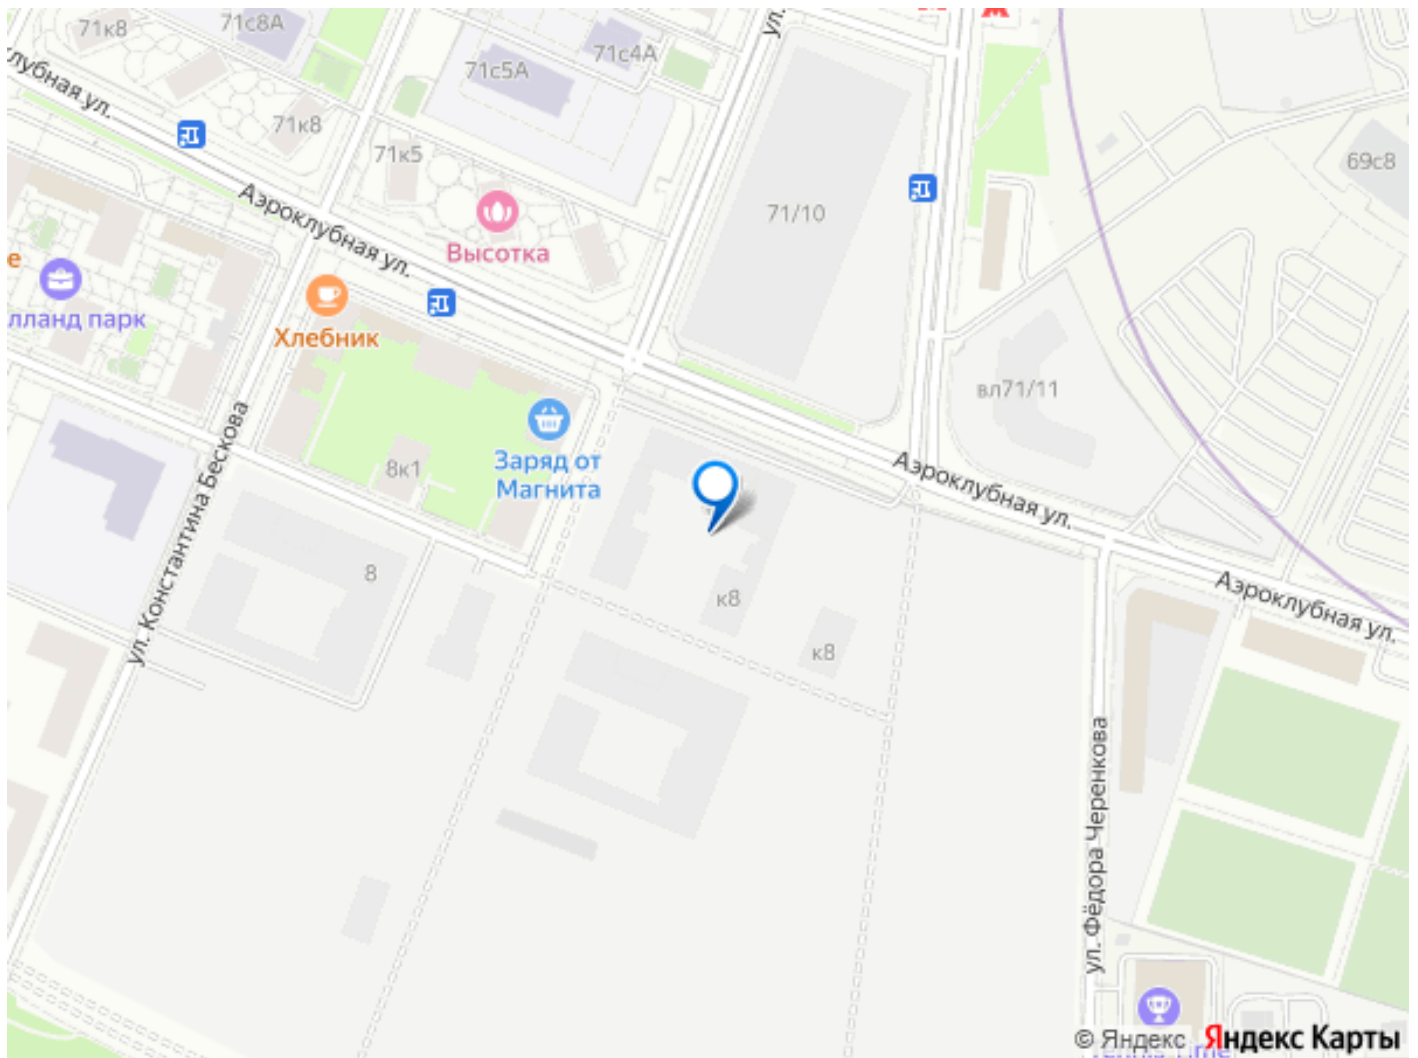 71к8
71с8А
71с4А
ул.
71с5А
клубная ул.
71к8
71к5
69с8
Аэроклубная ул.
71/10
Высотка
лланд парк
Хлебник
вл71/11
8к1
Заряд от
Магнита
Аэроклубная ул.
ул. Константина Бескова
8
к8
к8
Аэроклубная ул.
ул. Фёдора Черенкова
© Яндекс Яндекс Карты